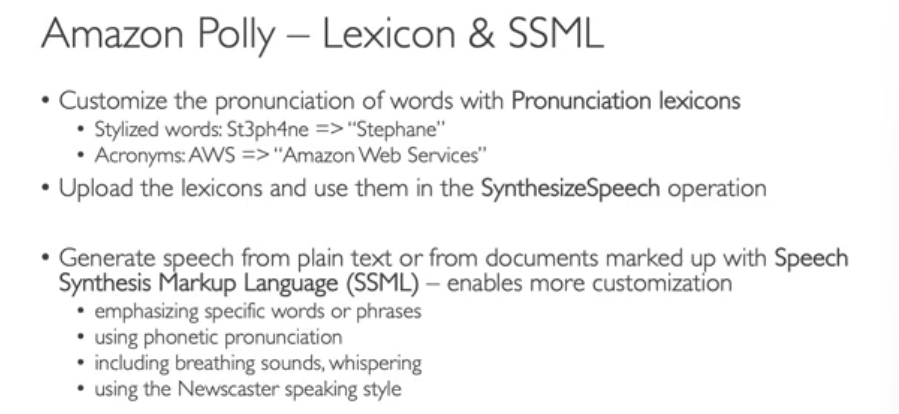 Amazon Polly – Lexicon & SSML
• Customize the pronunciation of words with Pronunciation lexicons
• Stylized words: St3ph4ne => “Stephane”
• Acronyms: AWS => “Amazon Web Services”
• Upload the lexicons and use them in the SynthesizeSpeech operation
• Generate speech from plain text or from documents marked up with Speech
Synthesis Markup Language (SSML) – enables more customization
• emphasizing specific words or phrases
• using phonetic pronunciation
• including breathing sounds, whispering
• using the Newscaster speaking style